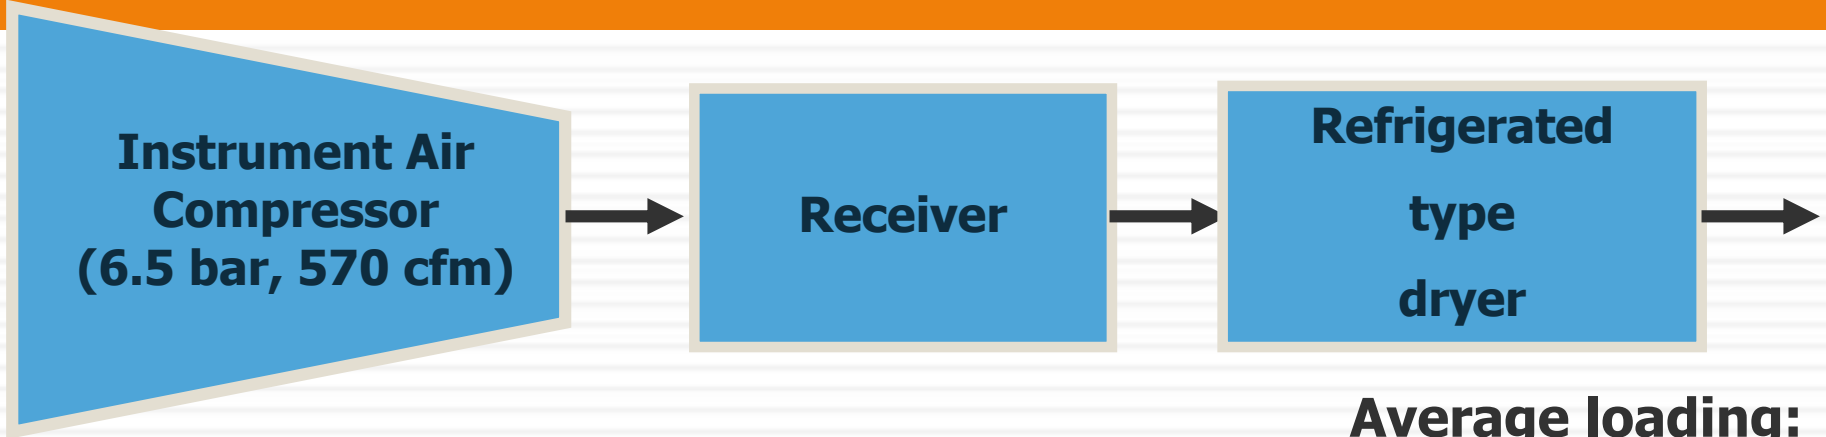 Instrument Air
Compressor
(6.5 bar, 570 cfm)
Receiver
Refrigerated
type
dryer
Average loading: